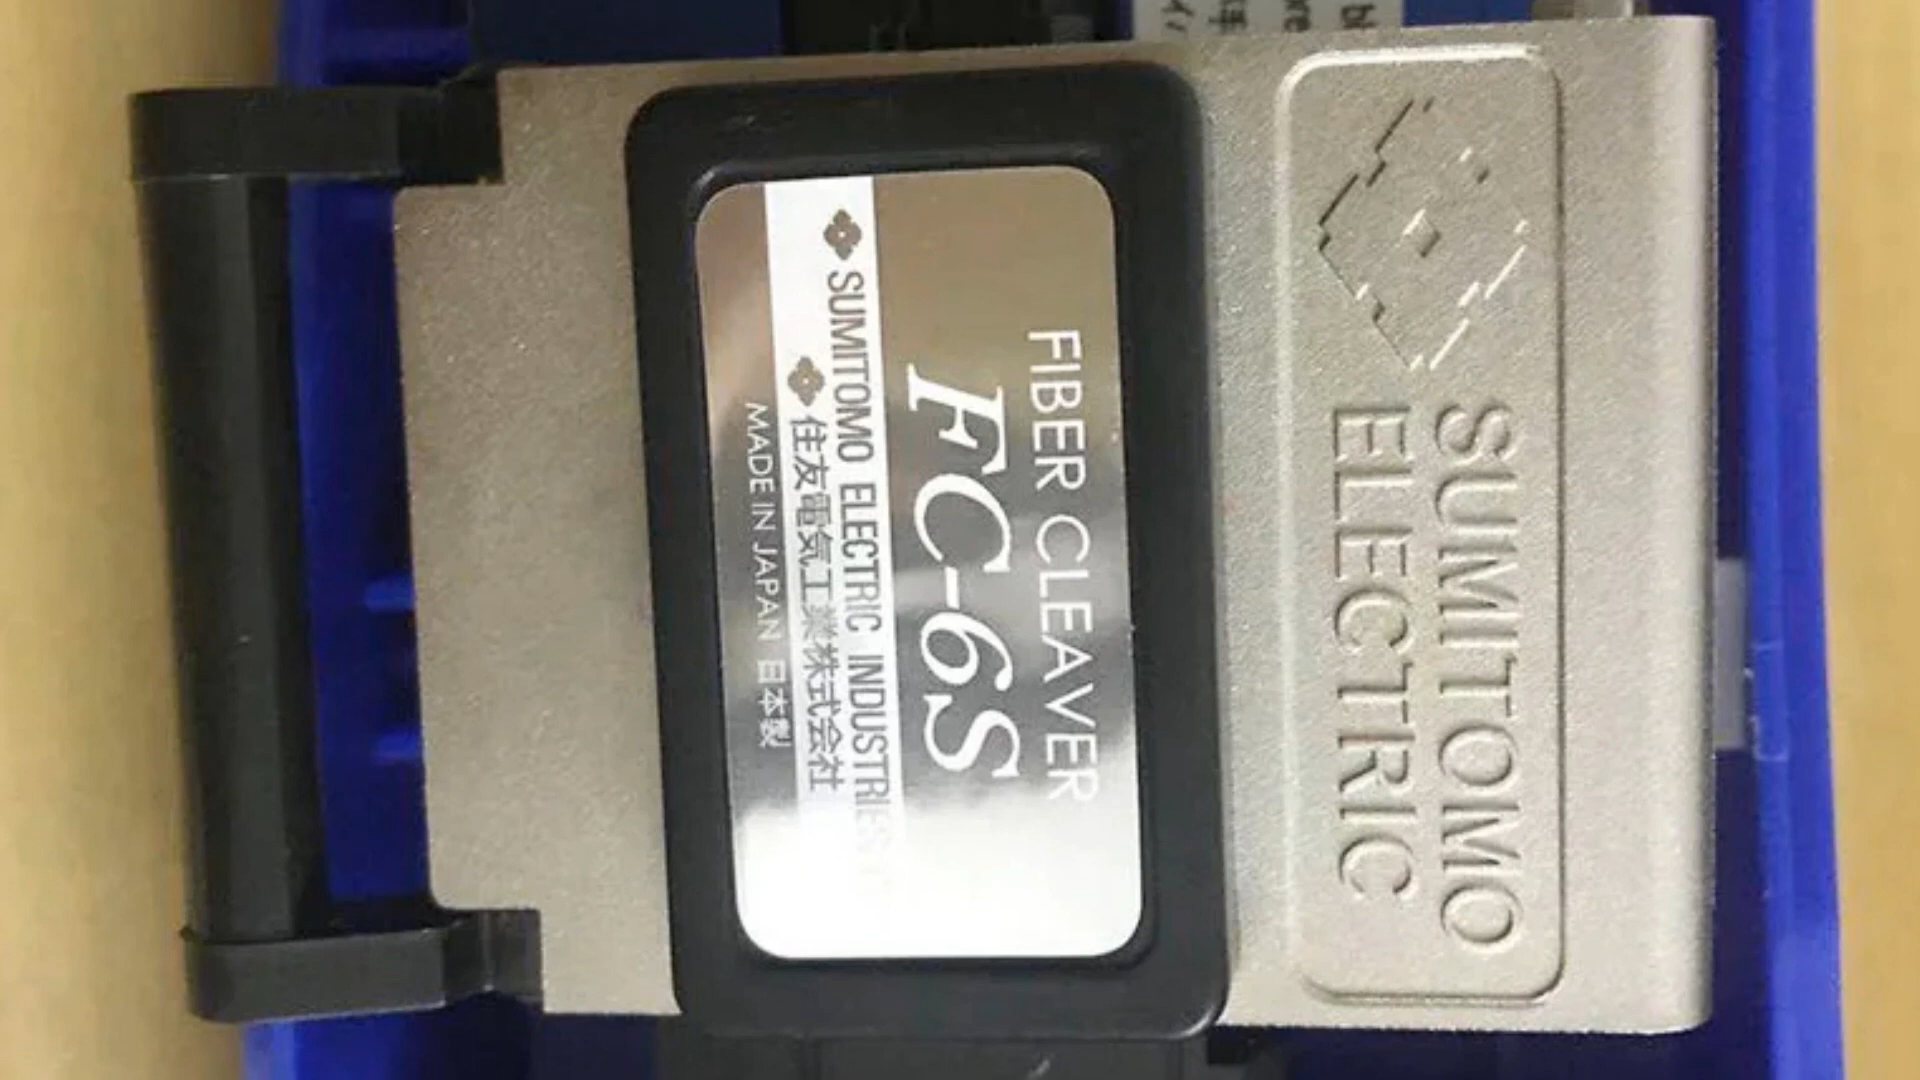 SUMITOMO
ELECTRIC
FIBER CLEAVER
FC-6S
SUMITOMO ELECTRIC INDUSTRIES
住友電気工業株式会社
MADE IN JAPAN 日本製